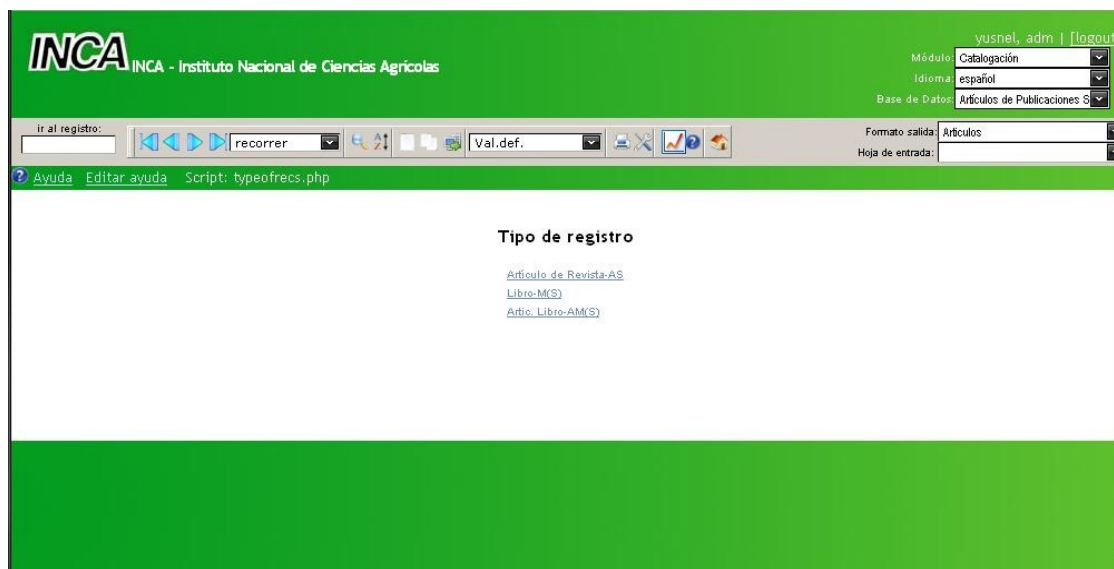 INCA INCA - Instituto Nacional de Ciencias Agrícolas
yusnel, adm | [logout
Módulo: Catalogación
Idioma: español
Base de Datos: Artículos de Publicaciones S
ir al registro:
recorrer
Val.def.
Formato salida: Articulos
Hoja de entrada:
Ayuda Editar ayuda Script: typeofrecs.php
Tipo de registro
Artículo de Revista-AS
Libro-M(S)
Artic. Libro-AM(S)